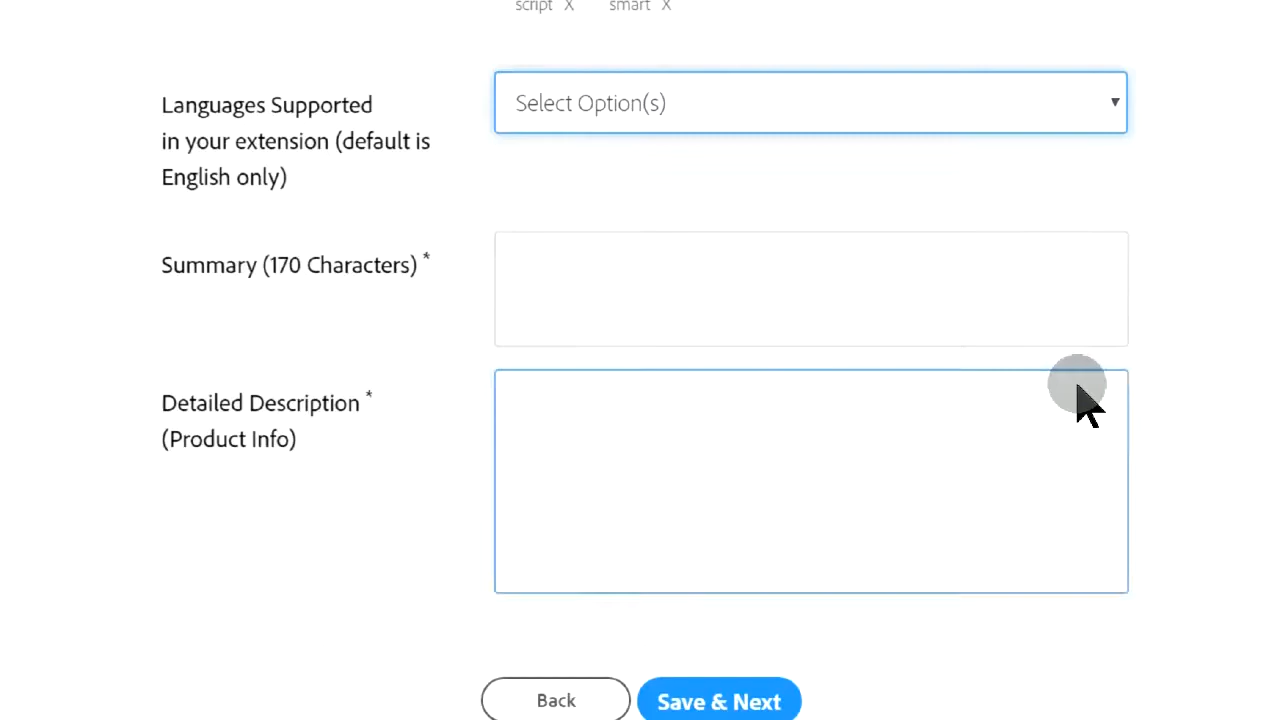 script X smart X
Languages Supported
in your extension (default is
English only)
Select Option(s)
Summary (170 Characters) *
Detailed Description *
(Product Info)
Back
Save & Next